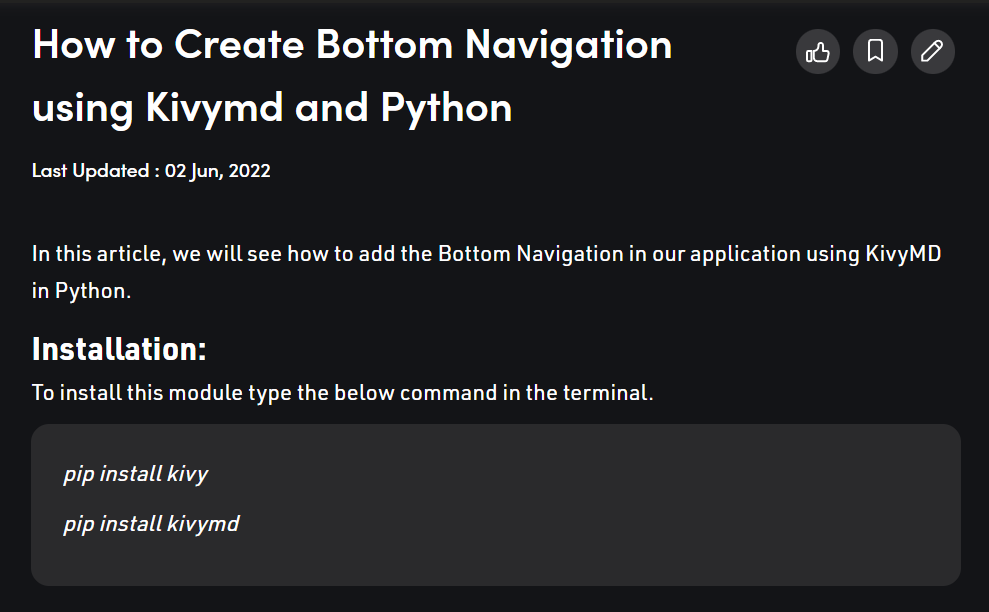 How to Create Bottom Navigation
using Kivymd and Python
Last Updated : 02 Jun, 2022
In this article, we will see how to add the Bottom Navigation in our application using KivyMD
in Python.
Installation:
To install this module type the below command in the terminal.
pip install kivy
pip install kivymd